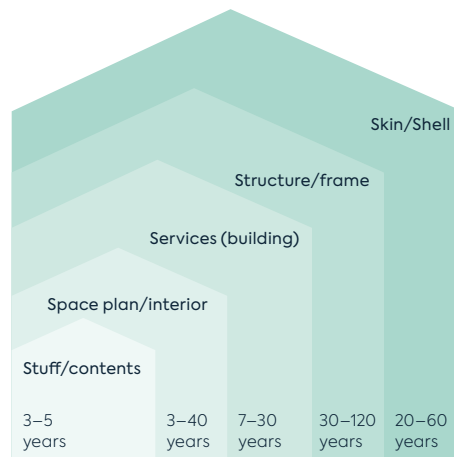 Skin/Shell
Structure/frame
Services (building)
Space plan/interior
Stuff/contents
3–5
years
3–40
years
7–30
years
30–120
years
20–60
years